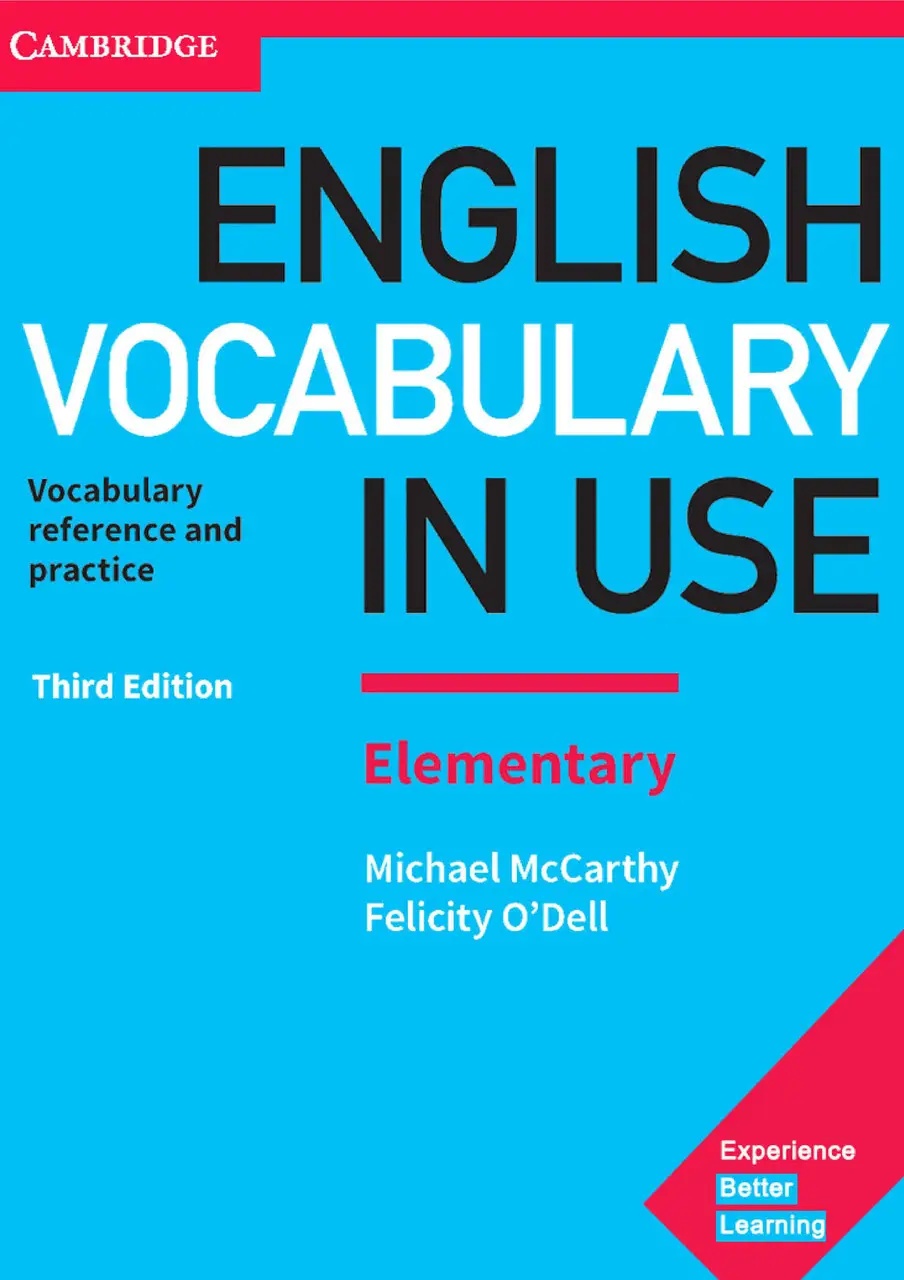 CAMBRIDGE
ENGLISH
VOCABULARY
IN USE
Vocabulary
reference and
practice
Third Edition
Elementary
Michael McCarthy
Felicity O’Dell
Experience
Better
Learning